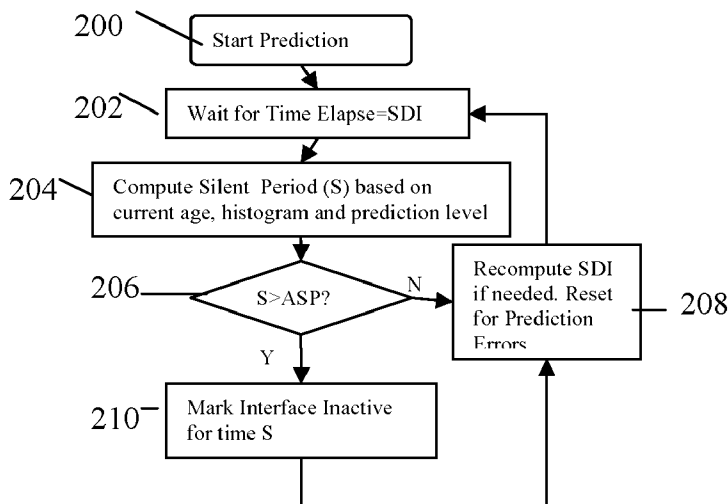 200
Start Prediction
202
Wait for Time Elapse=SDI
204
Compute Silent Period (S) based on
current age, histogram and prediction level
206
S>ASP?
N
Recompute SDI
if needed. Reset
for Prediction
Errors
208
Y
210
Mark Interface Inactive
for time S